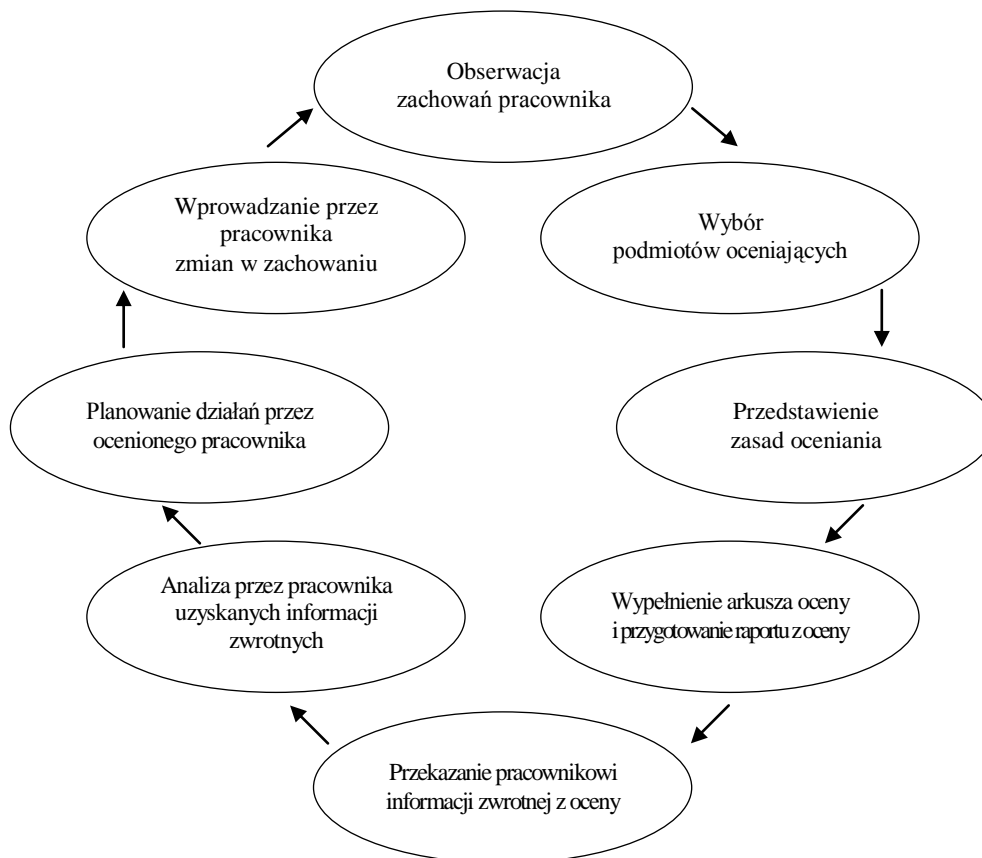 Obserwacja
zachowań pracownika
Wybór
podmiotów oceniających
Przedstawienie
zasad oceniania
Wypełnienie arkusza oceny
i przygotowanie raportu z oceny
Przekazanie pracownikowi
informacji zwrotnej z oceny
Analiza przez pracownika
uzyskanych informacji
zwrotnych
Planowanie działań przez
ocenionego pracownika
Wprowadzanie przez
pracownika
zmian w zachowaniu